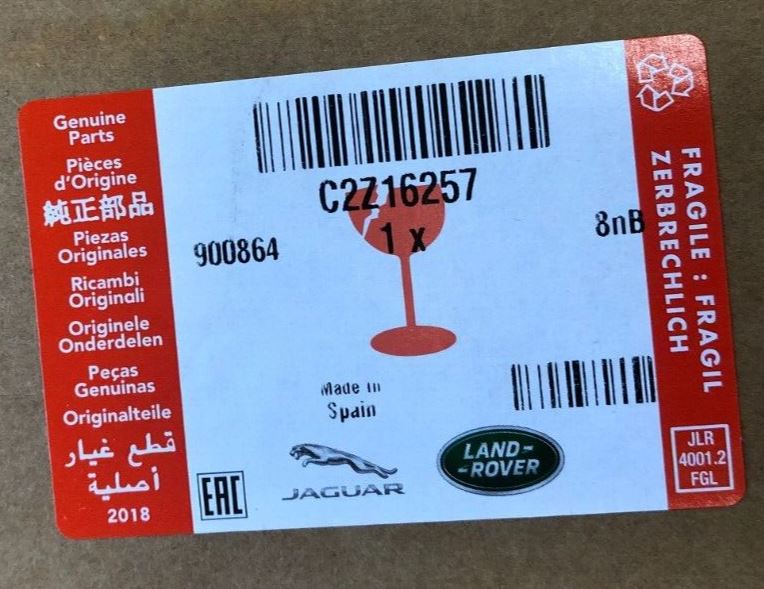 Genuine
Parts
Pièces
d'Origine
純正部品
Piezas
Originales
Ricambi
Originali
Originele
Onderdelen
Peças
Genuinas
Originalteile
قطع غيار
أصلية
2018
C2Z16257
1 x
900864
8nB
Made in
Spain
EAC
JAGUAR
LAND-
-ROVER
FRAGILE : FRAGIL
ZERBRECHLICH
JLR
4001.2
FGL